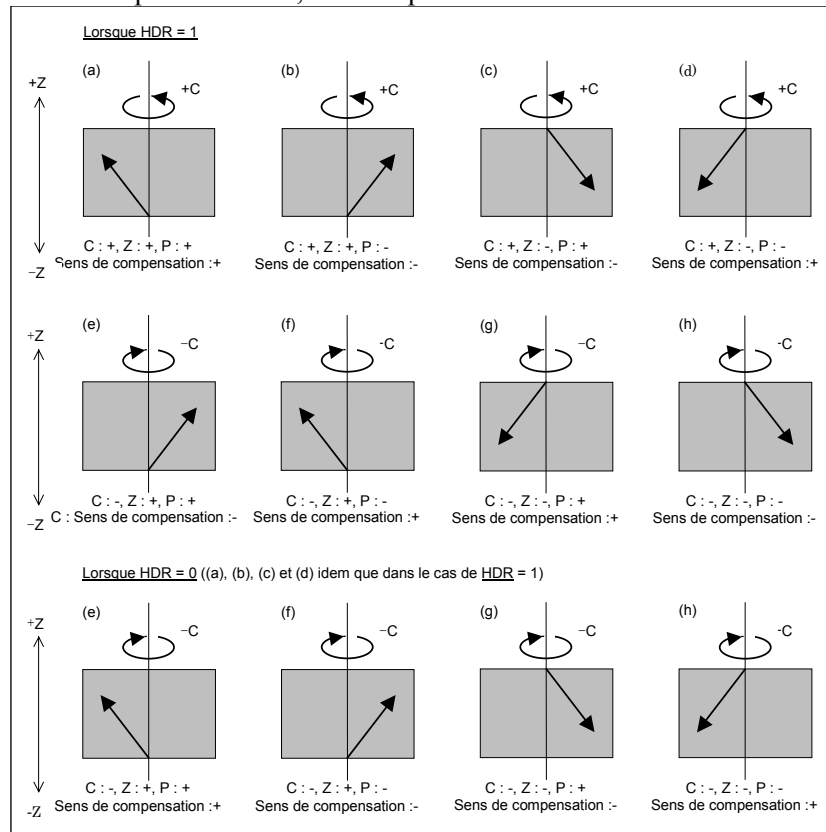 Lorsque HDR = 1
(a) (b) (c) (d)
+Z +C +C +C +C
C : +, Z : +, P : + C : +, Z : +, P : - C : +, Z : -, P : + C : +, Z : -, P : -
−Z Sens de compensation :+ Sens de compensation :- Sens de compensation :- Sens de compensation :+
(e) (f) (g) (h)
+Z −C -C −C -C
C : -, Z : +, P : + C : -, Z : +, P : - C : -, Z : -, P : + C : -, Z : -, P : -
−Z C : Sens de compensation :- Sens de compensation :+ Sens de compensation :+ Sens de compensation :-
Lorsque HDR = 0 ((a), (b), (c) et (d) idem que dans le cas de HDR = 1)
(e) (f) (g) (h)
+Z −C −C −C -C
C : -, Z : +, P : + C : -, Z : +, P : - C : -, Z : -, P : + C : -, Z : -, P : -
-Z Sens de compensation :+ Sens de compensation :- Sens de compensation :- Sens de compensation :+